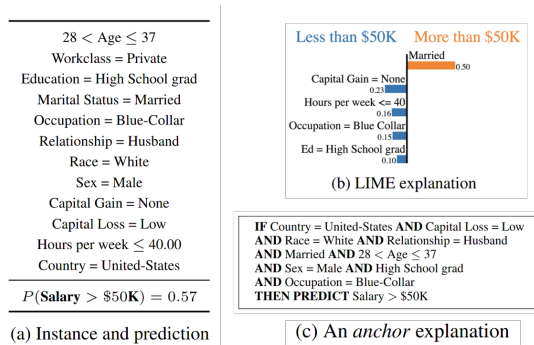 28 < Age ≤ 37
Workclass = Private
Education = High School grad
Marital Status = Married
Occupation = Blue-Collar
Relationship = Husband
Race = White
Sex = Male
Capital Gain = None
Capital Loss = Low
Hours per week ≤ 40.00
Country = United-States
P(Salary > $50K) = 0.57
(a) Instance and prediction
Less than $50K More than $50K
Married
0.50
Capital Gain = None
0.23
Hours per week <= 40
0.16
Occupation = Blue Collar
0.15
Ed = High School grad
0.10
(b) LIME explanation
IF Country = United-States AND Capital Loss = Low
AND Race = White AND Relationship = Husband
AND Married AND 28 < Age ≤ 37
AND Sex = Male AND High School grad
AND Occupation = Blue-Collar
THEN PREDICT Salary > $50K
(c) An anchor explanation